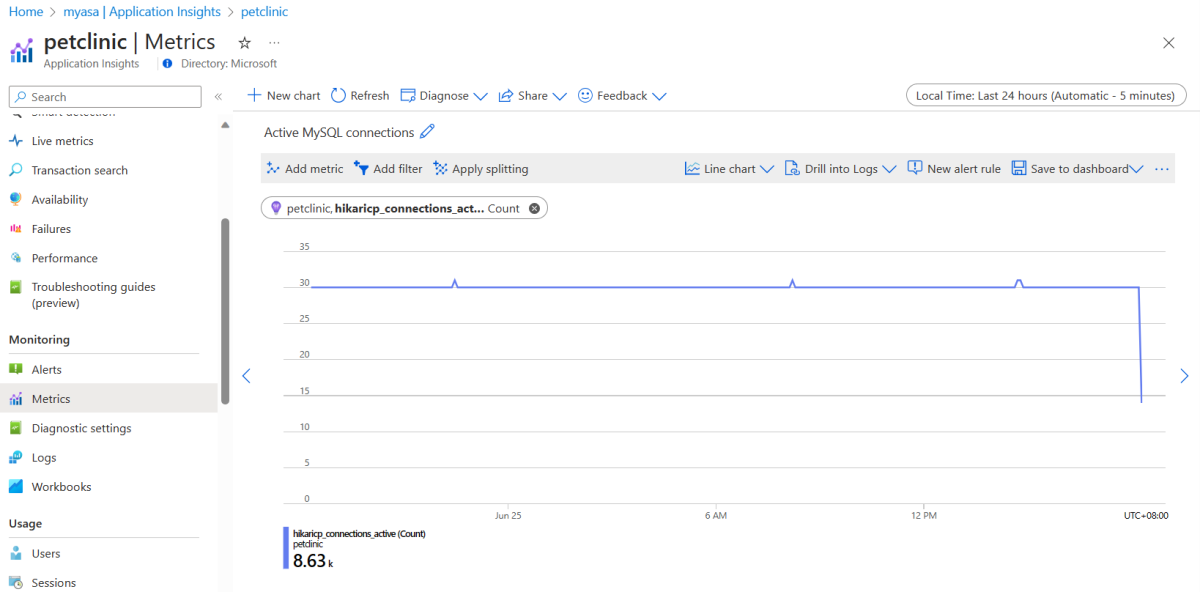 Home > myasa | Application Insights > petclinic
petclinic | Metrics ☆ ...
Application Insights Directory: Microsoft
Search «
New chart Refresh Diagnose Share Feedback Local Time: Last 24 hours (Automatic - 5 minutes)
Smart detection
Live metrics
Transaction search
Availability
Failures
Performance
Troubleshooting guides
(preview)
Monitoring
Alerts
Metrics
Diagnostic settings
Logs
Workbooks
Usage
Users
Sessions
Active MySQL connections
Add metric Add filter Apply splitting Line chart Drill into Logs New alert rule Save to dashboard ...
petclinic, hikaricp_connections_act... Count
35
30
25
20
15
10
5
0
Jun 25 6 AM 12 PM UTC+08:00
hikaricp_connections_active (Count)
petclinic
8.63 k